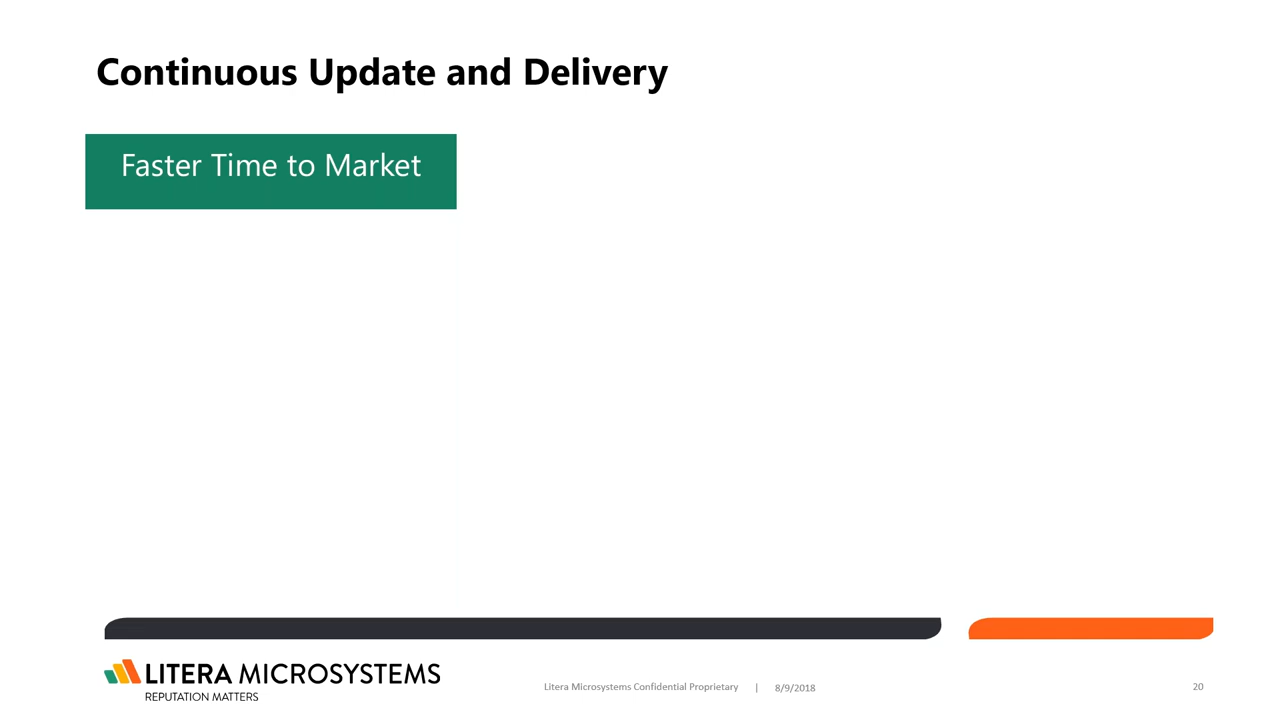 Continuous Update and Delivery
Faster Time to Market
LITERA MICROSYSTEMS
REPUTATION MATTERS
Litera Microsystems Confidential Proprietary | 8/9/2018
20